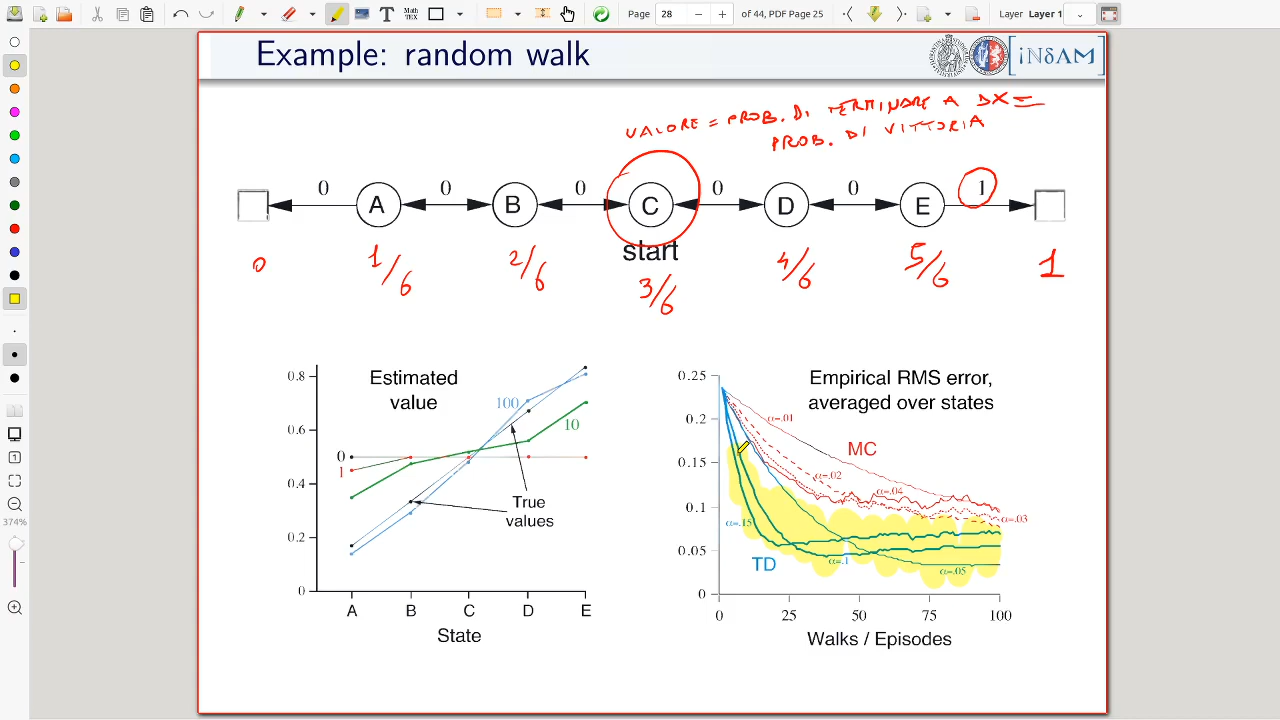 Page 28 of 49: PDF Page 25
Layer Layer 1
Math
TEX
T
Example: random walk
[iNδAM]
VALORE = PROB. DI TERMINARE A DX =
PROB. DI VITTORIA
0 0 0 0 0 1
A B C D E
start
0 1/6 2/6 3/6 4/6 5/6 1
374%
Estimated
value
0.8
0.6
0.4
0.2
0
0
1
10
100
True
values
A B C D E
State
Empirical RMS error,
averaged over states
0.25
0.2
0.15
0.1
0.05
0
α=.01
MC
α=.02
α=.04
α=.03
α=.15
TD
α=.1
α=.05
0 25 50 75 100
Walks / Episodes